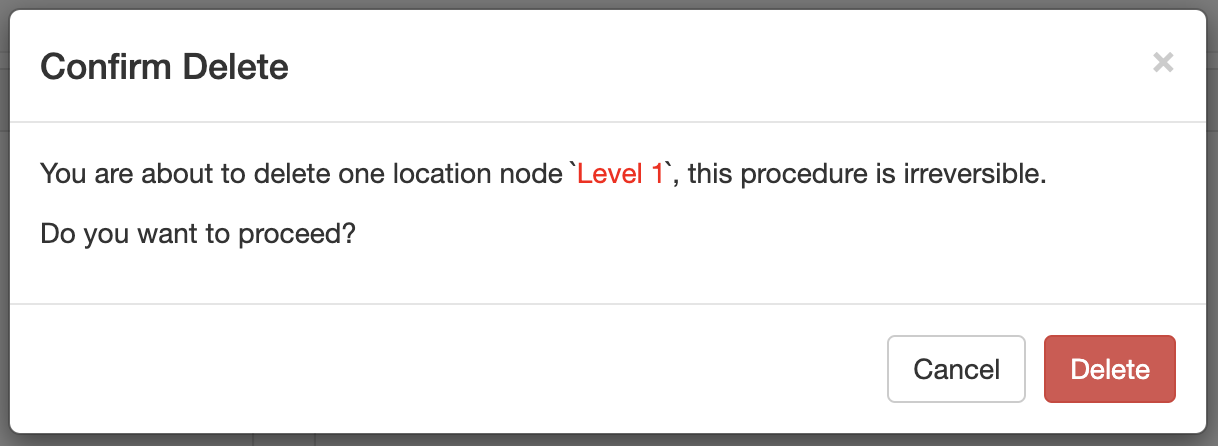 Confirm Delete ×
You are about to delete one location node `Level 1`, this procedure is irreversible.
Do you want to proceed?
Cancel Delete